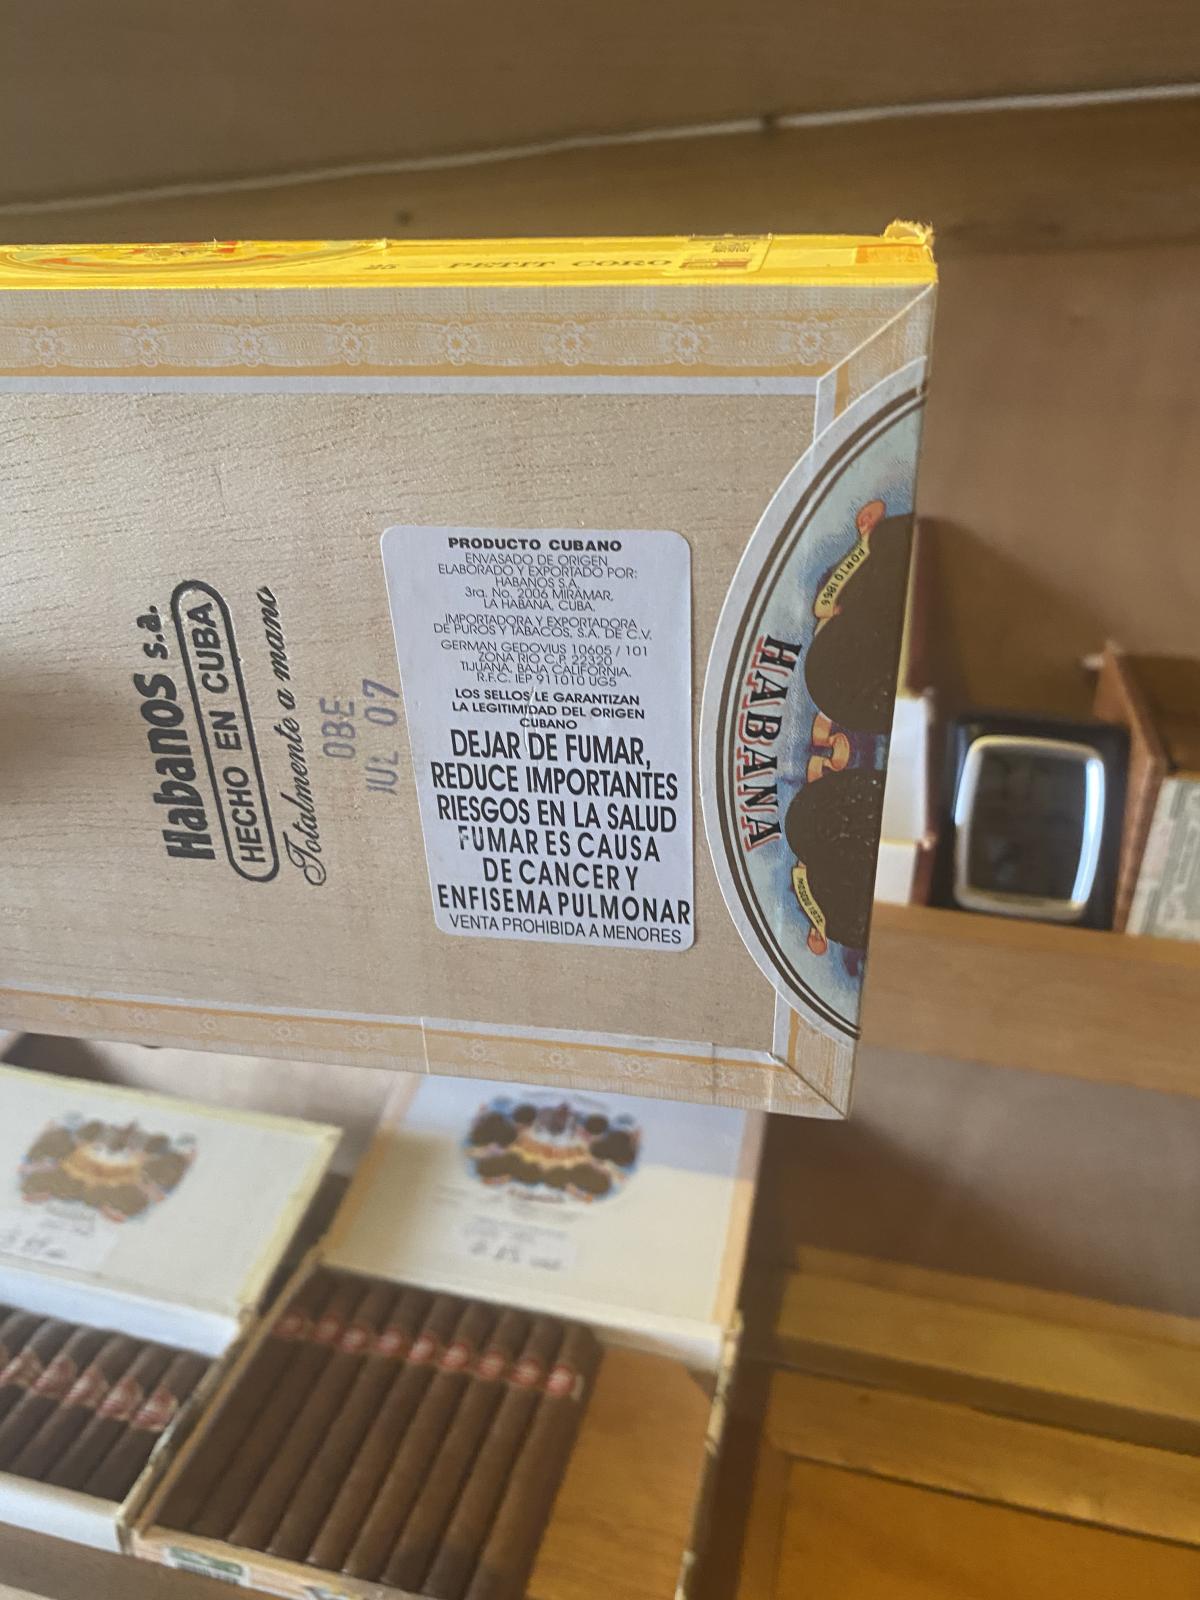 25 - PETIT CORO
Habanos s.a.
HECHO EN CUBA
Totalmente a mano
OBE
JUL 07
PRODUCTO CUBANO
ENVASADO DE ORIGEN
ELABORADO Y EXPORTADO POR:
HABANOS S.A.
3ra. No. 2006 MIRAMAR,
LA HABANA, CUBA.
IMPORTADORA Y EXPORTADORA
DE PUROS Y TABACOS, S.A. DE C.V.
GERMAN GEDOVIUS 10605 / 101
ZONA RIO C.P. 22320
TIJUANA, BAJA CALIFORNIA.
R.F.C. IEP 911010 UG5
LOS SELLOS LE GARANTIZAN
LA LEGITIMIDAD DEL ORIGEN
CUBANO
DEJAR DE FUMAR,
REDUCE IMPORTANTES
RIESGOS EN LA SALUD
FUMAR ES CAUSA
DE CANCER Y
ENFISEMA PULMONAR
VENTA PROHIBIDA A MENORES
HABANA
PORTO 1866